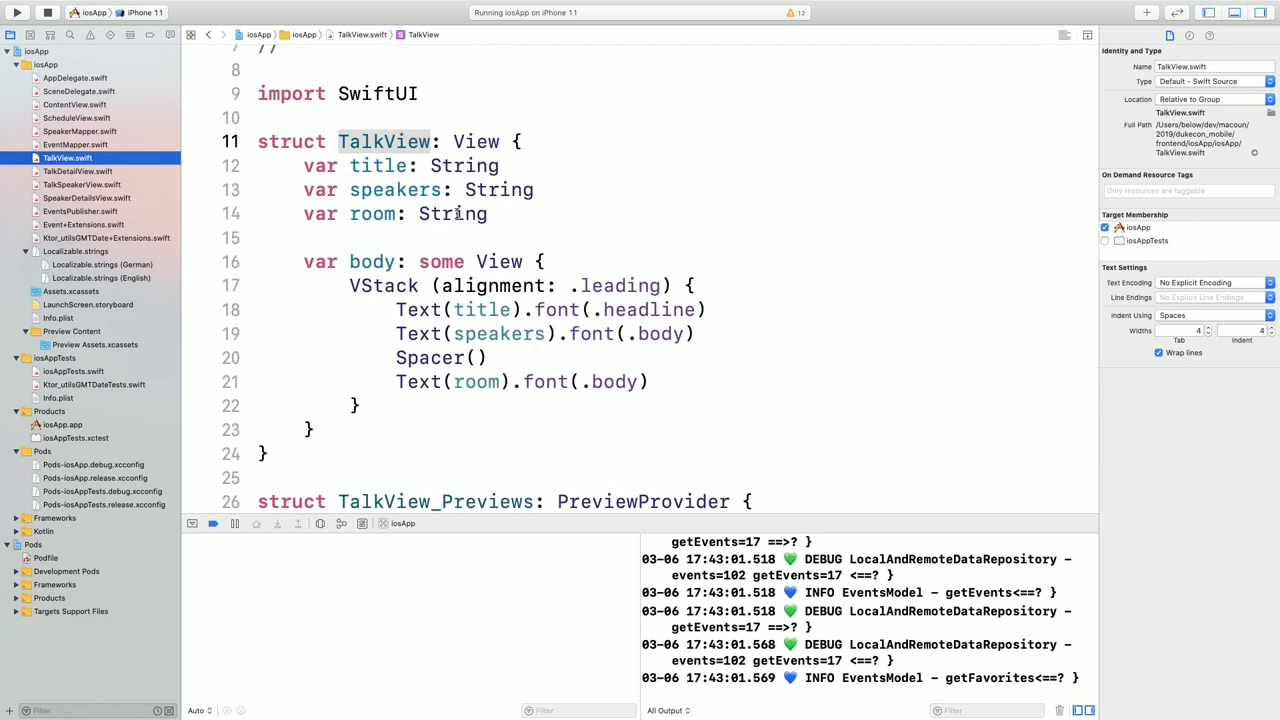 iosApp
iPhone 11
Running iosApp on iPhone 11
12
iosApp
iosApp
TalkView.swift
S
TalkView
iosApp
iosApp
AppDelegate.swift
SceneDelegate.swift
ContentView.swift
ScheduleView.swift
SpeakerMapper.swift
EventMapper.swift
TalkView.swift
TalkDetailView.swift
TalkSpeakerView.swift
SpeakerDetailsView.swift
EventsPublisher.swift
Event+Extensions.swift
Ktor_utilsGMTDate+Extensions.swift
Localizable.strings
Localizable.strings (German)
Localizable.strings (English)
Assets.xcassets
LaunchScreen.storyboard
Info.plist
Preview Content
Preview Assets.xcassets
iosAppTests
iosAppTests.swift
Ktor_utilsGMTDateTests.swift
Info.plist
Products
iosApp.app
iosAppTests.xctest
Pods
Pods-iosApp.debug.xcconfig
Pods-iosApp.release.xcconfig
Pods-iosAppTests.debug.xcconfig
Pods-iosAppTests.release.xcconfig
Frameworks
Kotlin
Pods
Podfile
Development Pods
Frameworks
Products
Targets Support Files
Filter
7 //
8
9 import SwiftUI
10
11 struct TalkView: View {
12 var title: String
13 var speakers: String
14 var room: String
15
16 var body: some View {
17 VStack (alignment: .leading) {
18 Text(title).font(.headline)
19 Text(speakers).font(.body)
20 Spacer()
21 Text(room).font(.body)
22 }
23 }
24 }
25
26 struct TalkView_Previews: PreviewProvider {
iosApp
Auto
Filter
getEvents=17 ==>? }
03-06 17:43:01.518 💚 DEBUG LocalAndRemoteDataRepository -
events=102 getEvents=17 <==? }
03-06 17:43:01.518 💙 INFO EventsModel - getEvents<==? }
03-06 17:43:01.518 💚 DEBUG LocalAndRemoteDataRepository -
getEvents=17 ==>? }
03-06 17:43:01.568 💚 DEBUG LocalAndRemoteDataRepository -
events=102 getEvents=17 <==? }
03-06 17:43:01.569 💙 INFO EventsModel - getFavorites<==? }
All Output
Filter
Identity and Type
Name TalkView.swift
Type Default - Swift Source
Location Relative to Group
TalkView.swift
Full Path /Users/below/dev/macoun/
2019/dukecon_mobile/
frontend/iosApp/iosApp/
TalkView.swift
On Demand Resource Tags
Only resources are taggable
Target Membership
iosApp
iosAppTests
Text Settings
Text Encoding No Explicit Encoding
Line Endings No Explicit Line Endings
Indent Using Spaces
Widths 4 4
Tab Indent
Wrap lines